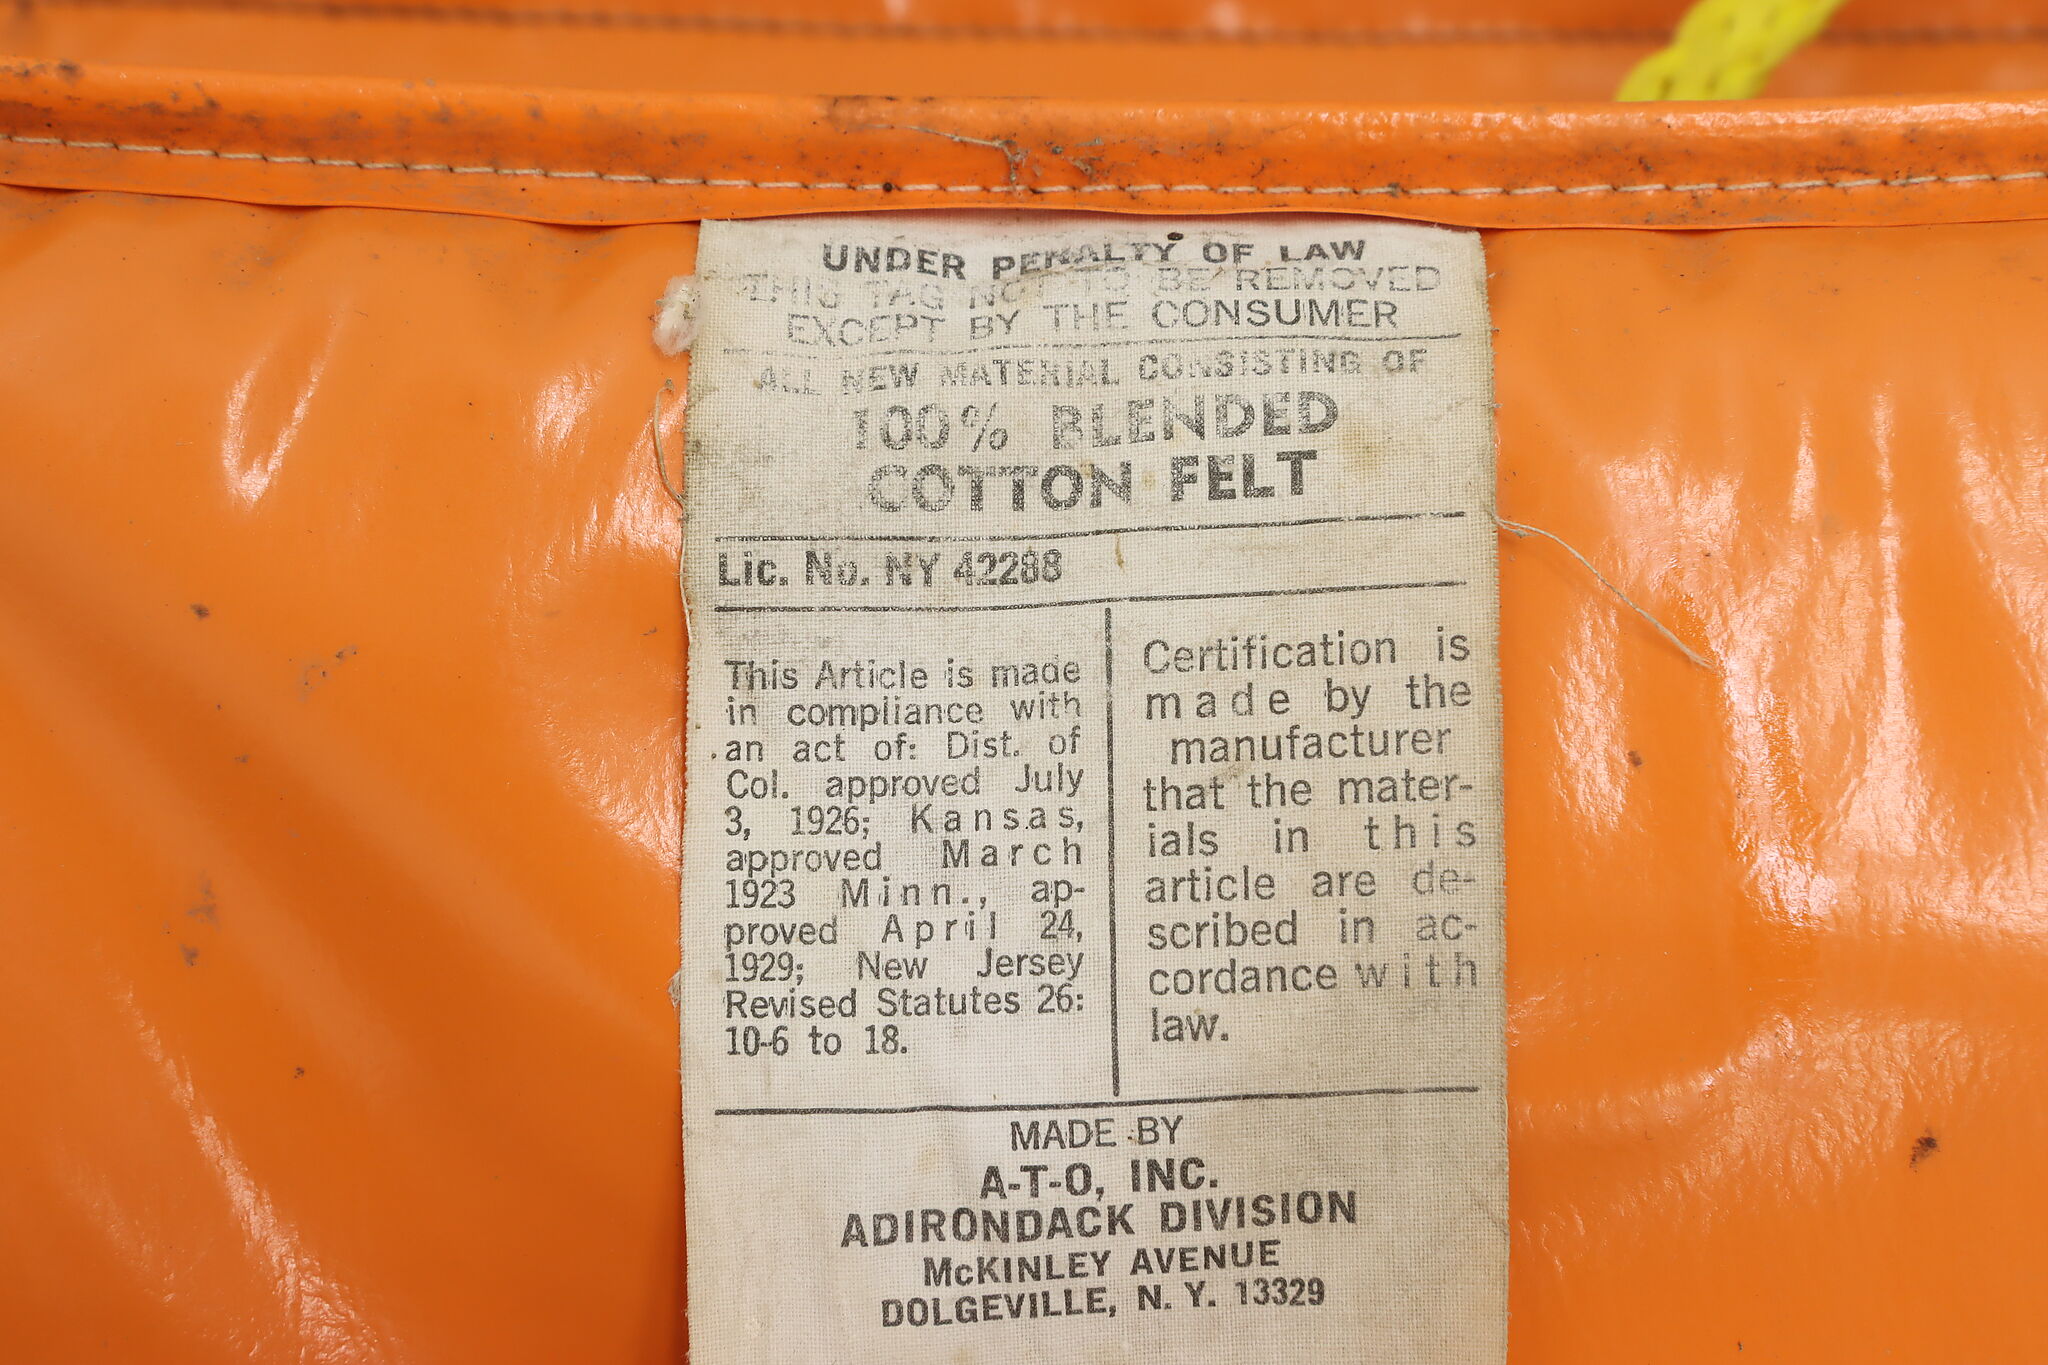 UNDER PENALTY OF LAW
THIS TAG NOT TO BE REMOVED
EXCEPT BY THE CONSUMER
ALL NEW MATERIAL CONSISTING OF
100% BLENDED
COTTON FELT
Lic. No. NY 42288
This Article is made
in compliance with
an act of: Dist. of
Col. approved July
3, 1926; Kansas,
approved March
1923 Minn., ap-
proved April 24,
1929; New Jersey
Revised Statutes 26:
10-6 to 18.
Certification is
made by the
manufacturer
that the mater-
ials in this
article are de-
scribed in ac-
cordance with
law.
MADE BY
A-T-O, INC.
ADIRONDACK DIVISION
McKINLEY AVENUE
DOLGEVILLE, N. Y. 13329